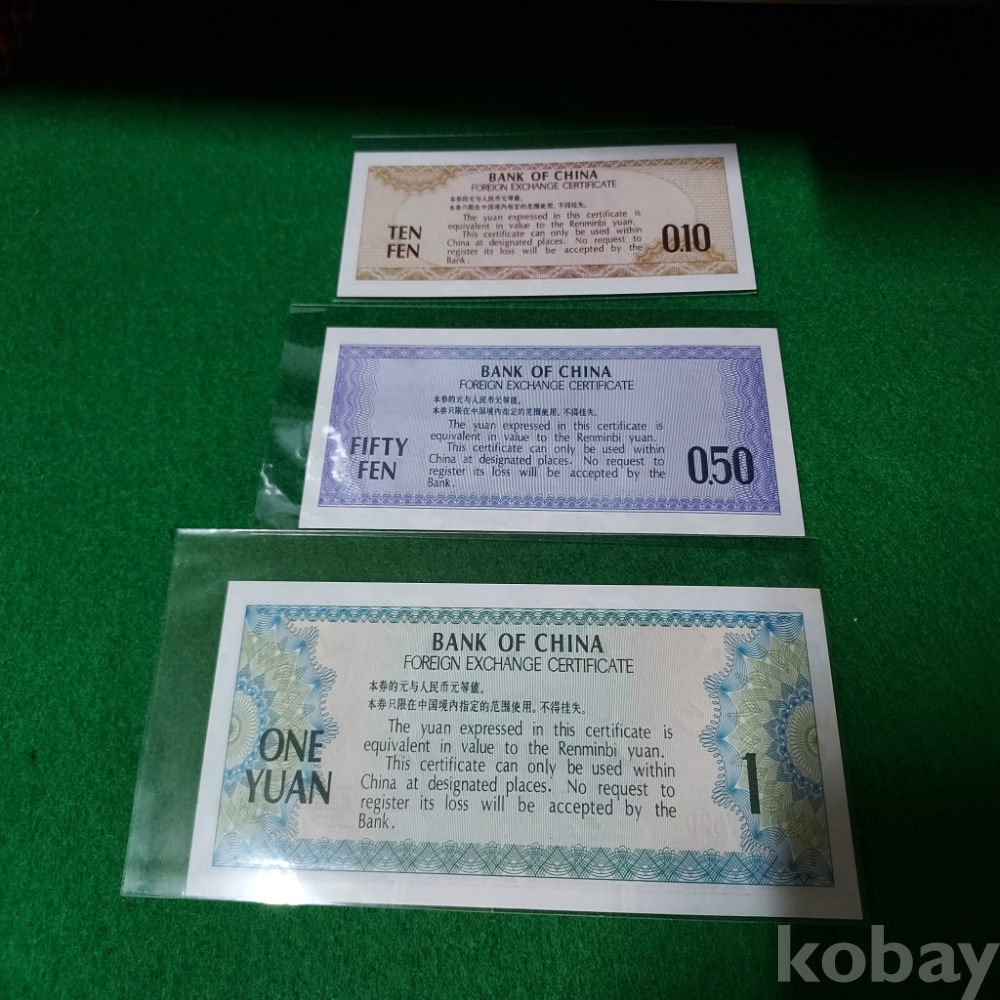 BANK OF CHINA
FOREIGN EXCHANGE CERTIFICATE
本券的元与人民币元等值。
本券只限在中国境内指定的范围使用，不得挂失。
The yuan expressed in this certificate is
equivalent in value to the Renminbi yuan.
This certificate can only be used within
China at designated places. No request to
register its loss will be accepted by the
Bank.
TEN
FEN
0.10
BANK OF CHINA
FOREIGN EXCHANGE CERTIFICATE
本券的元与人民币元等值。
本券只限在中国境内指定的范围使用，不得挂失。
The yuan expressed in this certificate is
equivalent in value to the Renminbi yuan.
This certificate can only be used within
China at designated places. No request to
register its loss will be accepted by the
Bank.
FIFTY
FEN
0.50
BANK OF CHINA
FOREIGN EXCHANGE CERTIFICATE
本券的元与人民币元等值。
本券只限在中国境内指定的范围使用，不得挂失。
The yuan expressed in this certificate is
equivalent in value to the Renminbi yuan.
This certificate can only be used within
China at designated places. No request to
register its loss will be accepted by the
Bank.
ONE
YUAN
1
kobay